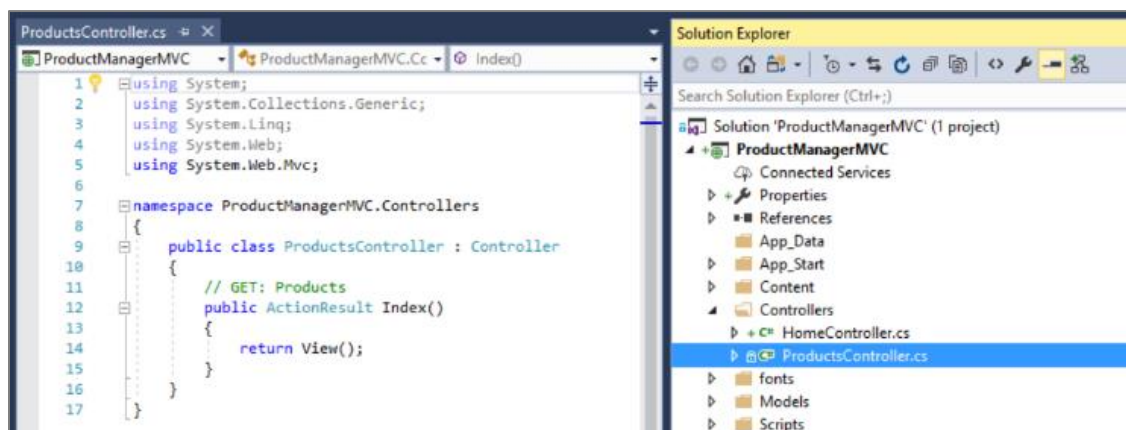 ProductsController.cs
ProductManagerMVC
ProductManagerMVC.Cc
Index()
1 using System;
2 using System.Collections.Generic;
3 using System.Linq;
4 using System.Web;
5 using System.Web.Mvc;
6
7 namespace ProductManagerMVC.Controllers
8 {
9 public class ProductsController : Controller
10 {
11 // GET: Products
12 public ActionResult Index()
13 {
14 return View();
15 }
16 }
17 }
Solution Explorer
Search Solution Explorer (Ctrl+;)
Solution 'ProductManagerMVC' (1 project)
ProductManagerMVC
Connected Services
Properties
References
App_Data
App_Start
Content
Controllers
C# HomeController.cs
C# ProductsController.cs
fonts
Models
Scripts